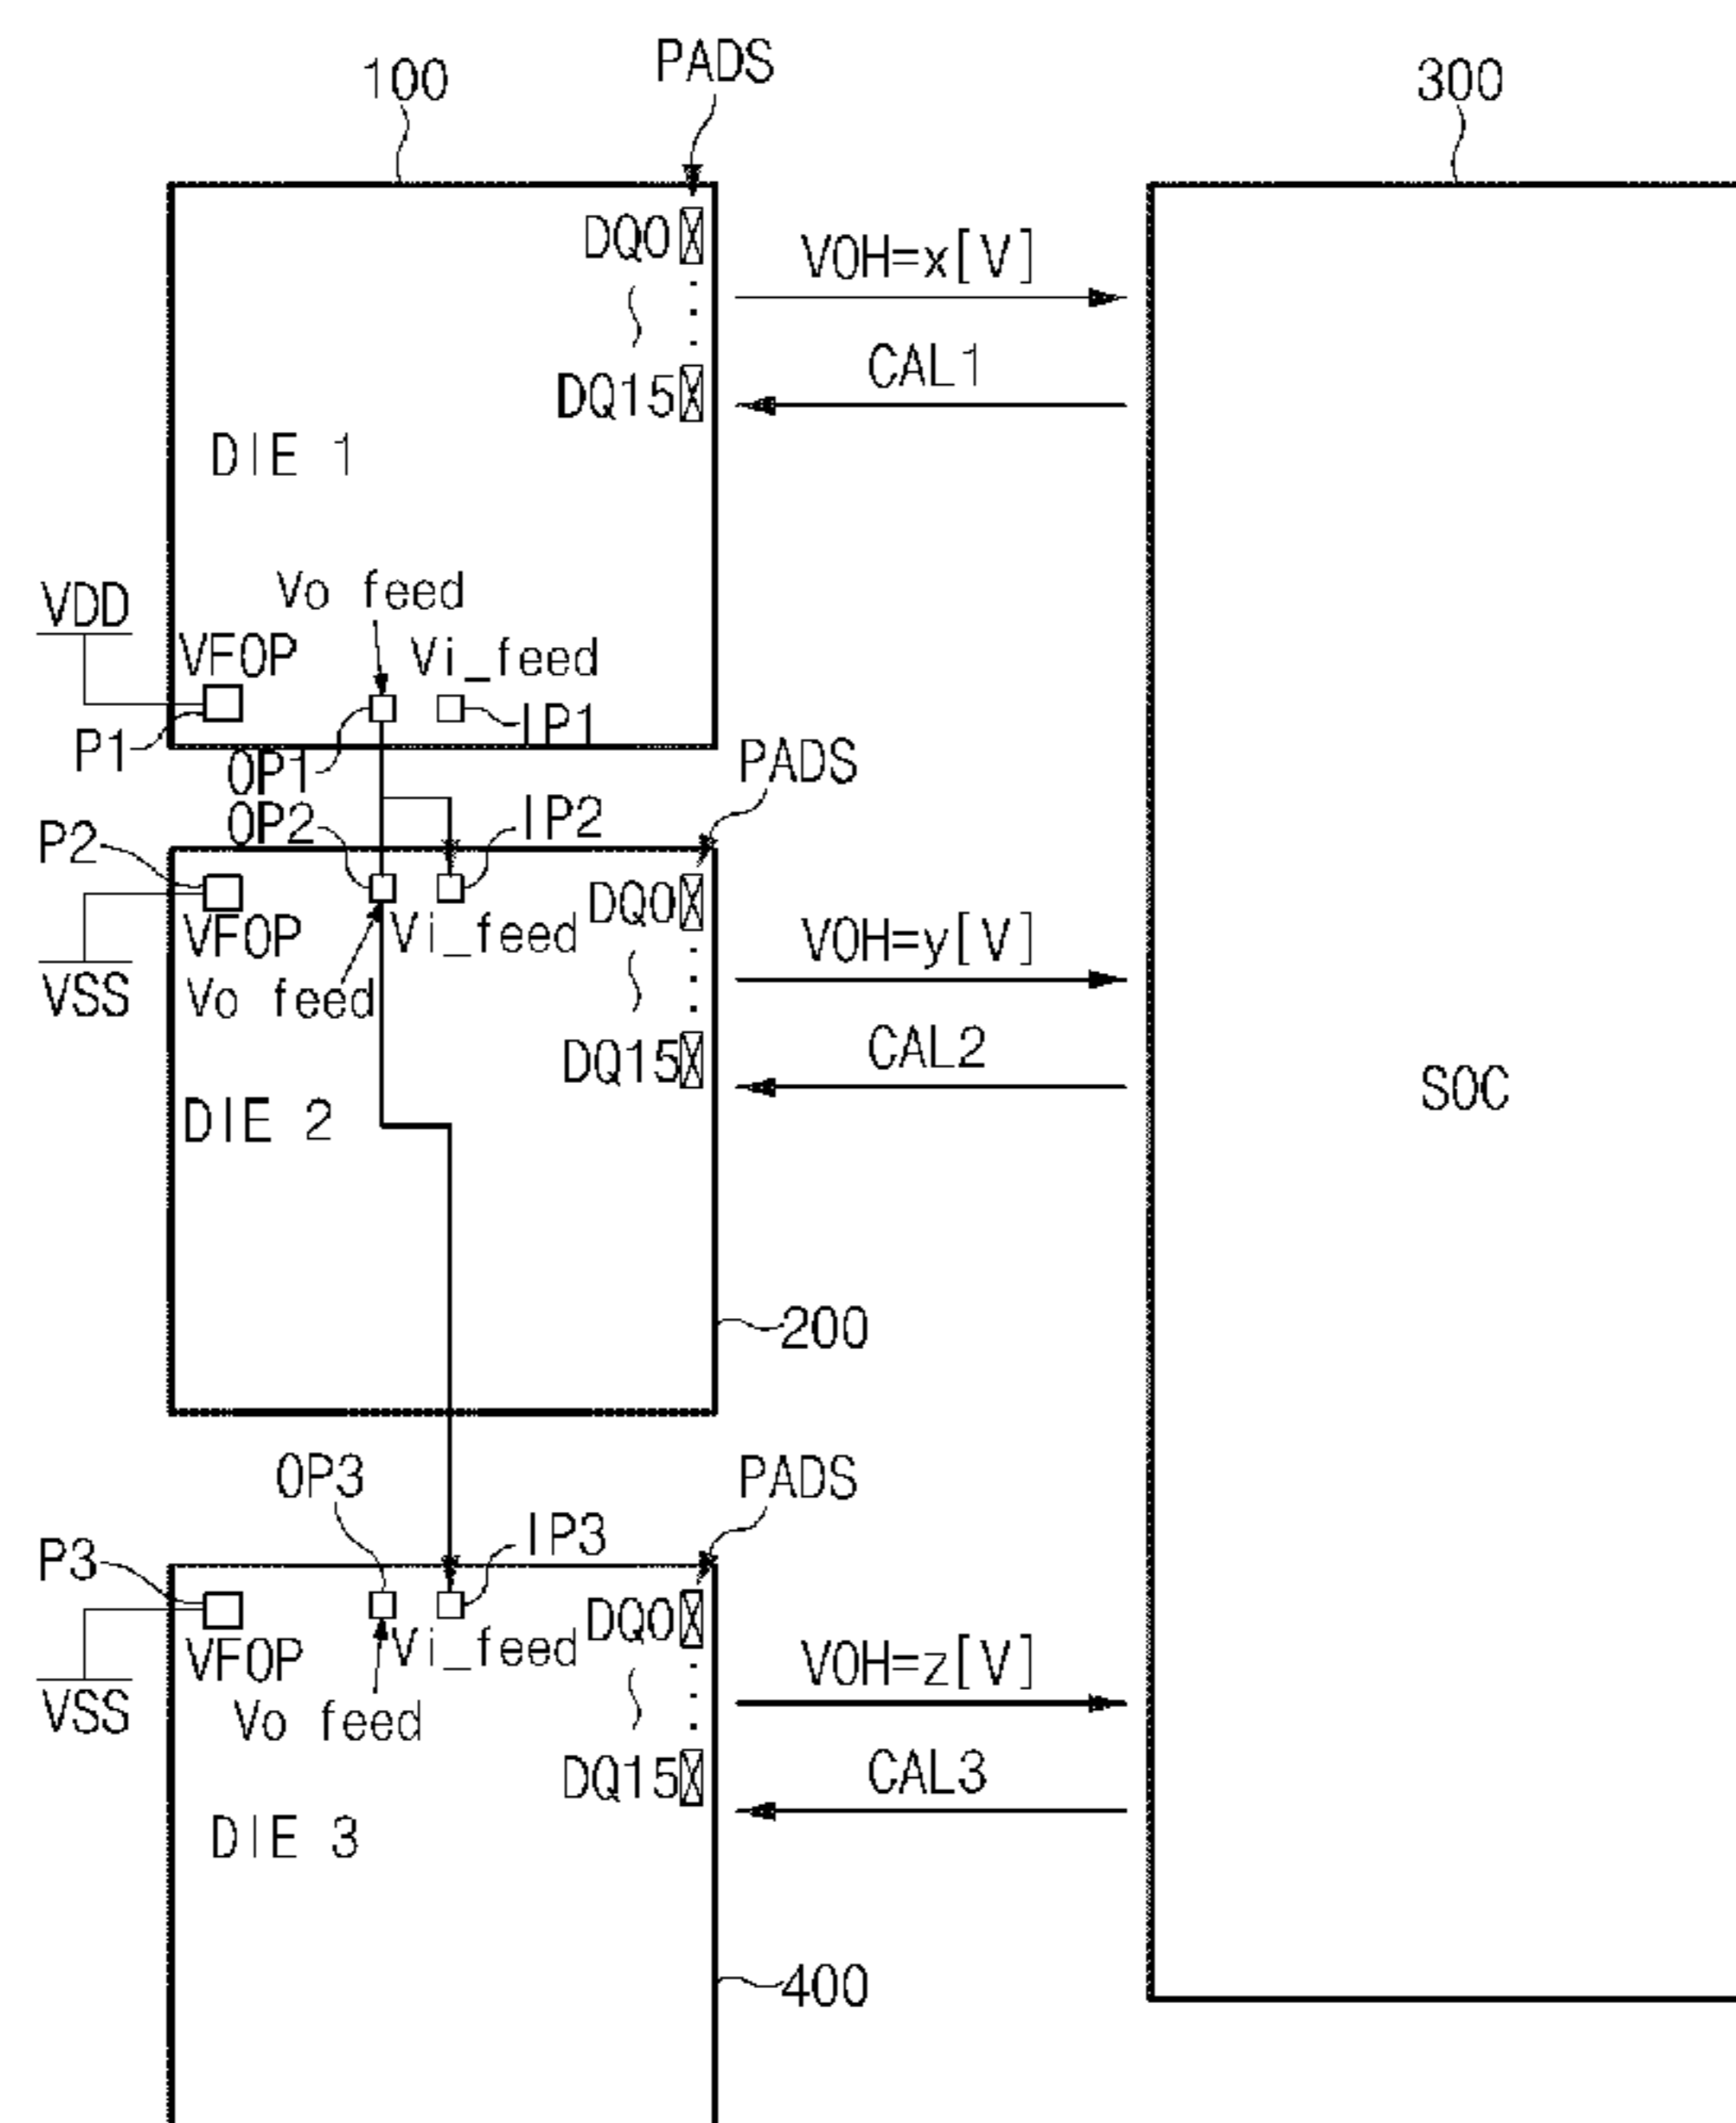 100
PADS
300
DQ0
VOH=x[V]
CAL1
DQ15
DIE 1
Vo feed
VDD
VFOP
Vi_feed
IP1
P1
OP1
PADS
OP2
IP2
P2
DQ0
VFOP
Vi_feed
VOH=y[V]
VSS
Vo feed
CAL2
DQ15
SOC
DIE 2
200
OP3
PADS
IP3
P3
DQ0
VFOP
Vi_feed
VOH=z[V]
VSS
Vo feed
CAL3
DQ15
DIE 3
400